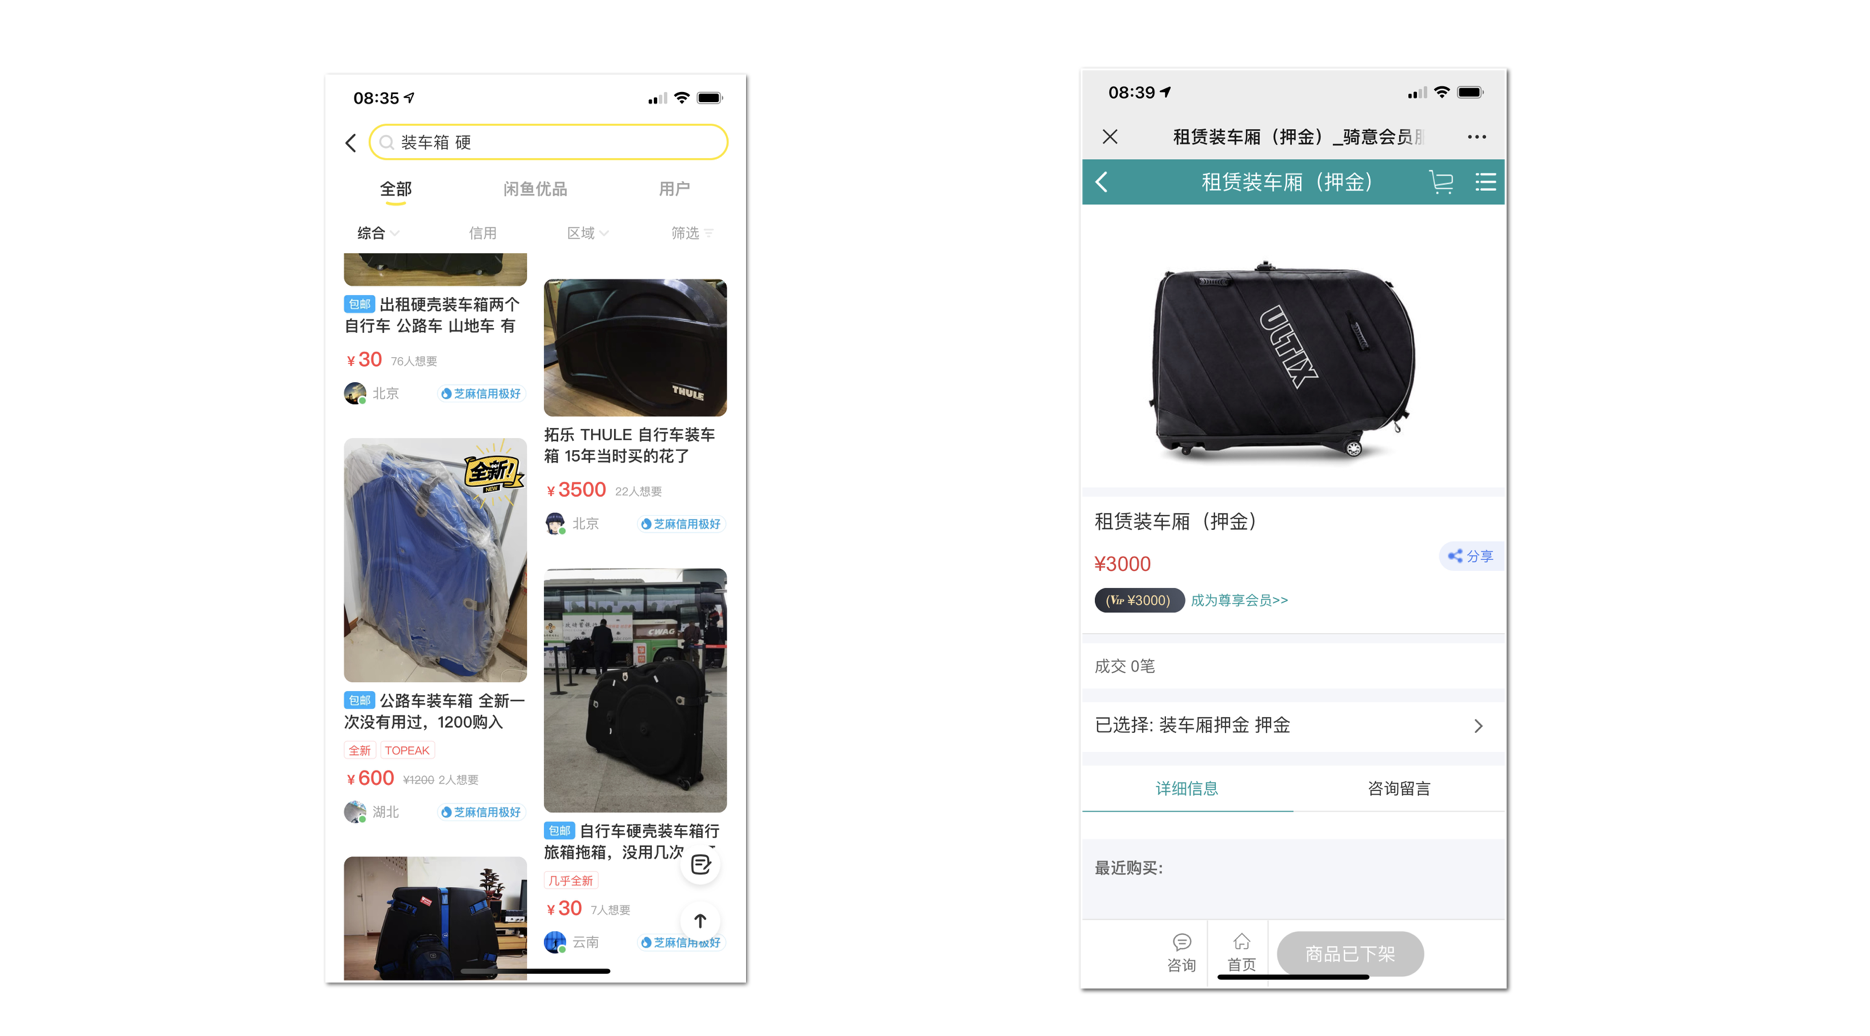 08:35
装车箱 硬
全部 闲鱼优品 用户
综合 信用 区域 筛选
包邮 出租硬壳装车箱两个
自行车 公路车 山地车 有
¥30 76人想要
北京 芝麻信用极好
全新!
NEW
包邮 公路车装车箱 全新一
次没有用过，1200购入
全新 TOPEAK
¥600 ¥1200 2人想要
湖北 芝麻信用极好
THULE
拓乐 THULE 自行车装车
箱 15年当时买的花了
¥3500 22人想要
北京 芝麻信用极好
CWAG
包邮 自行车硬壳装车箱行
旅箱拖箱，没用几次
几乎全新
¥30 7人想要
云南 芝麻信用极好
08:39
租赁装车厢（押金）_骑意会员
租赁装车厢（押金）
ULTIX
租赁装车厢（押金）
¥3000
分享
(VIP ¥3000) 成为尊享会员>>
成交 0笔
已选择: 装车厢押金 押金
详细信息 咨询留言
最近购买:
咨询 首页 商品已下架